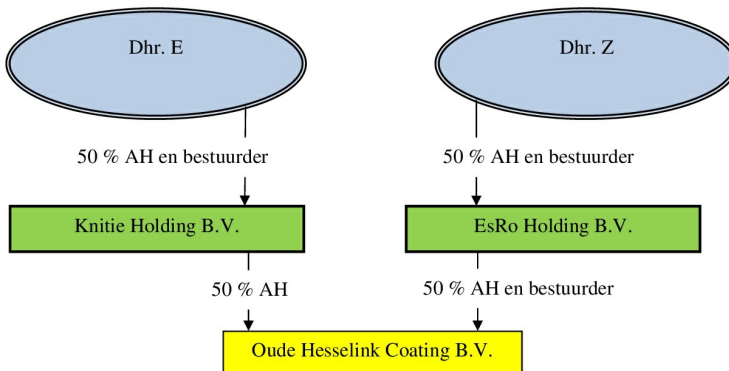 Dhr. E
Dhr. Z
50 % AH en bestuurder
50 % AH en bestuurder
Knitie Holding B.V.
EsRo Holding B.V.
50 % AH
50 % AH en bestuurder
Oude Hesselink Coating B.V.